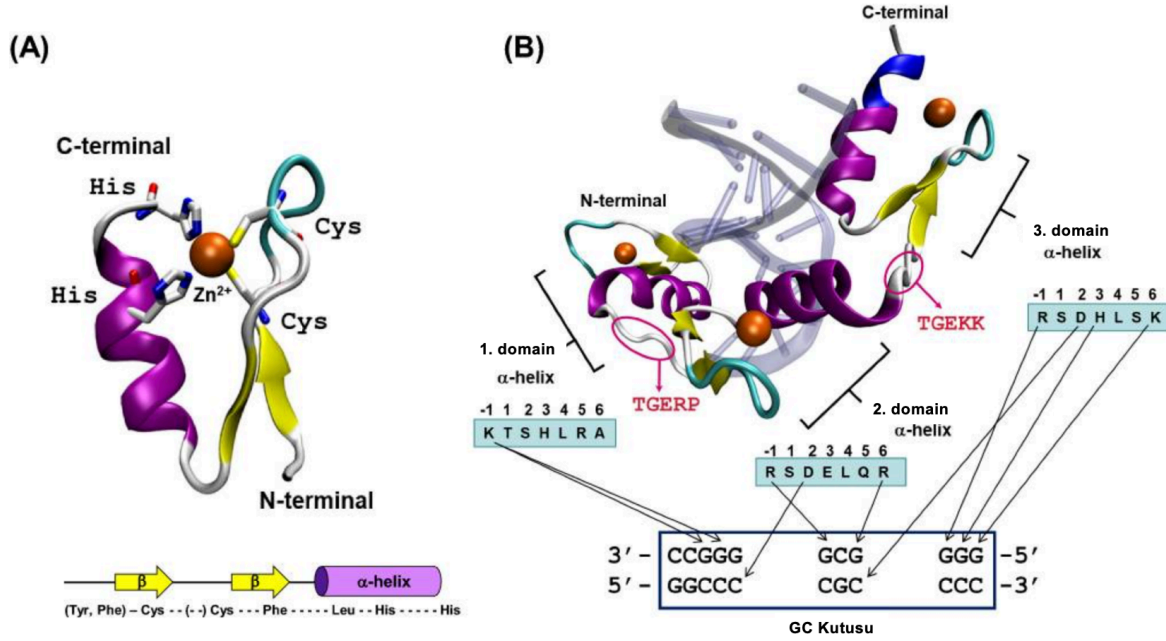 (A)
C-terminal
His
Cys
His
Zn²⁺
Cys
N-terminal
β β α-helix
(Tyr, Phe) – Cys - - - (- -) Cys - - Phe - - - - - Leu - - His - - - His
(B)
C-terminal
N-terminal
3. domain
α-helix
-1 1 2 3 4 5 6
R S D H L S K
TGEKK
1. domain
α-helix
TGERP
-1 1 2 3 4 5 6
K T S H L R A
2. domain
α-helix
-1 1 2 3 4 5 6
R S D E L Q R
3′ – CCGGG GCG GGG –5′
5′ – GGCCC CGC CCC –3′
GC Kutusu